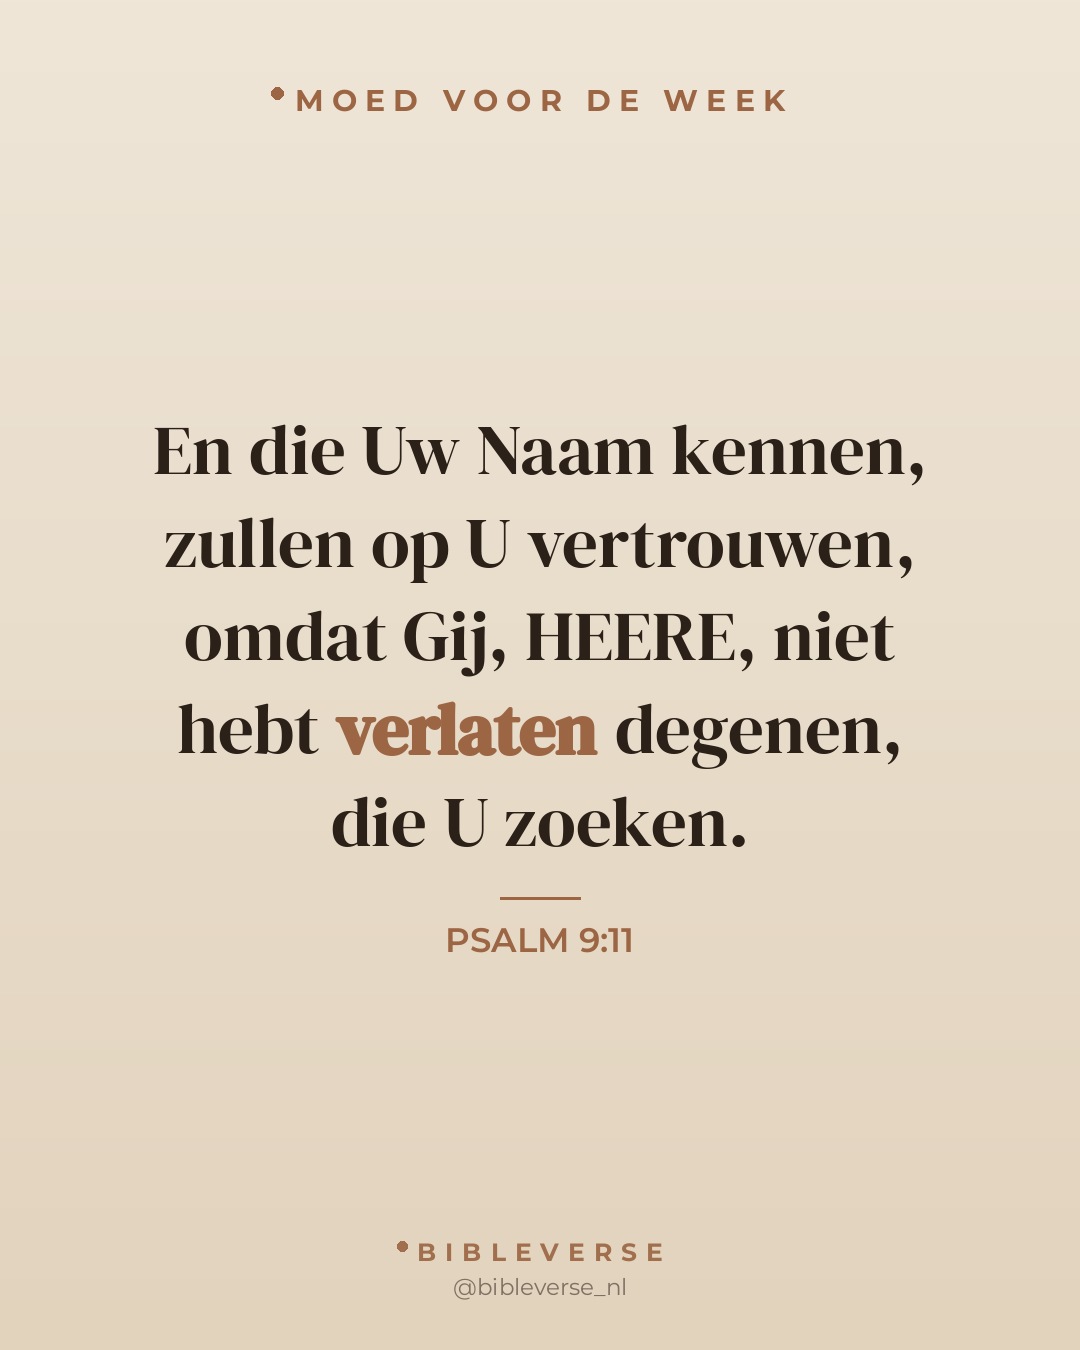 MOED VOOR DE WEEK
En die Uw Naam kennen,
zullen op U vertrouwen,
omdat Gij, HEERE, niet
hebt verlaten degenen,
die U zoeken.
PSALM 9:11
BIBLEVERSE
@bibleverse_nl